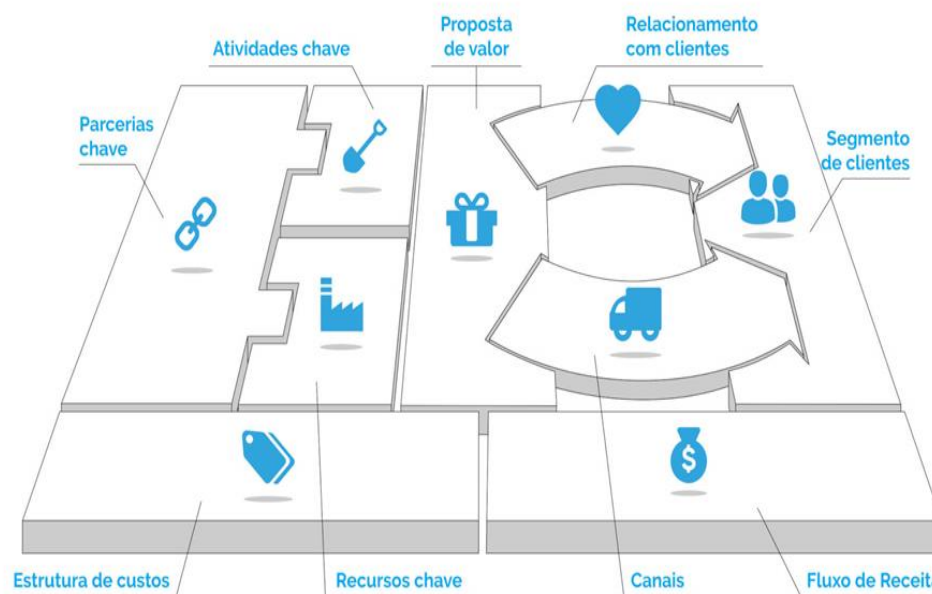 Proposta
de valor
Relacionamento
com clientes
Atividades chave
Parcerias
chave
Segmento
de clientes
$
Estrutura de custos
Recursos chave
Canais
Fluxo de Receit